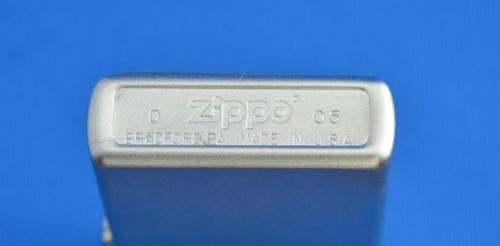 D Zippo 05
BRADFORD,PA. MADE IN U.S.A.